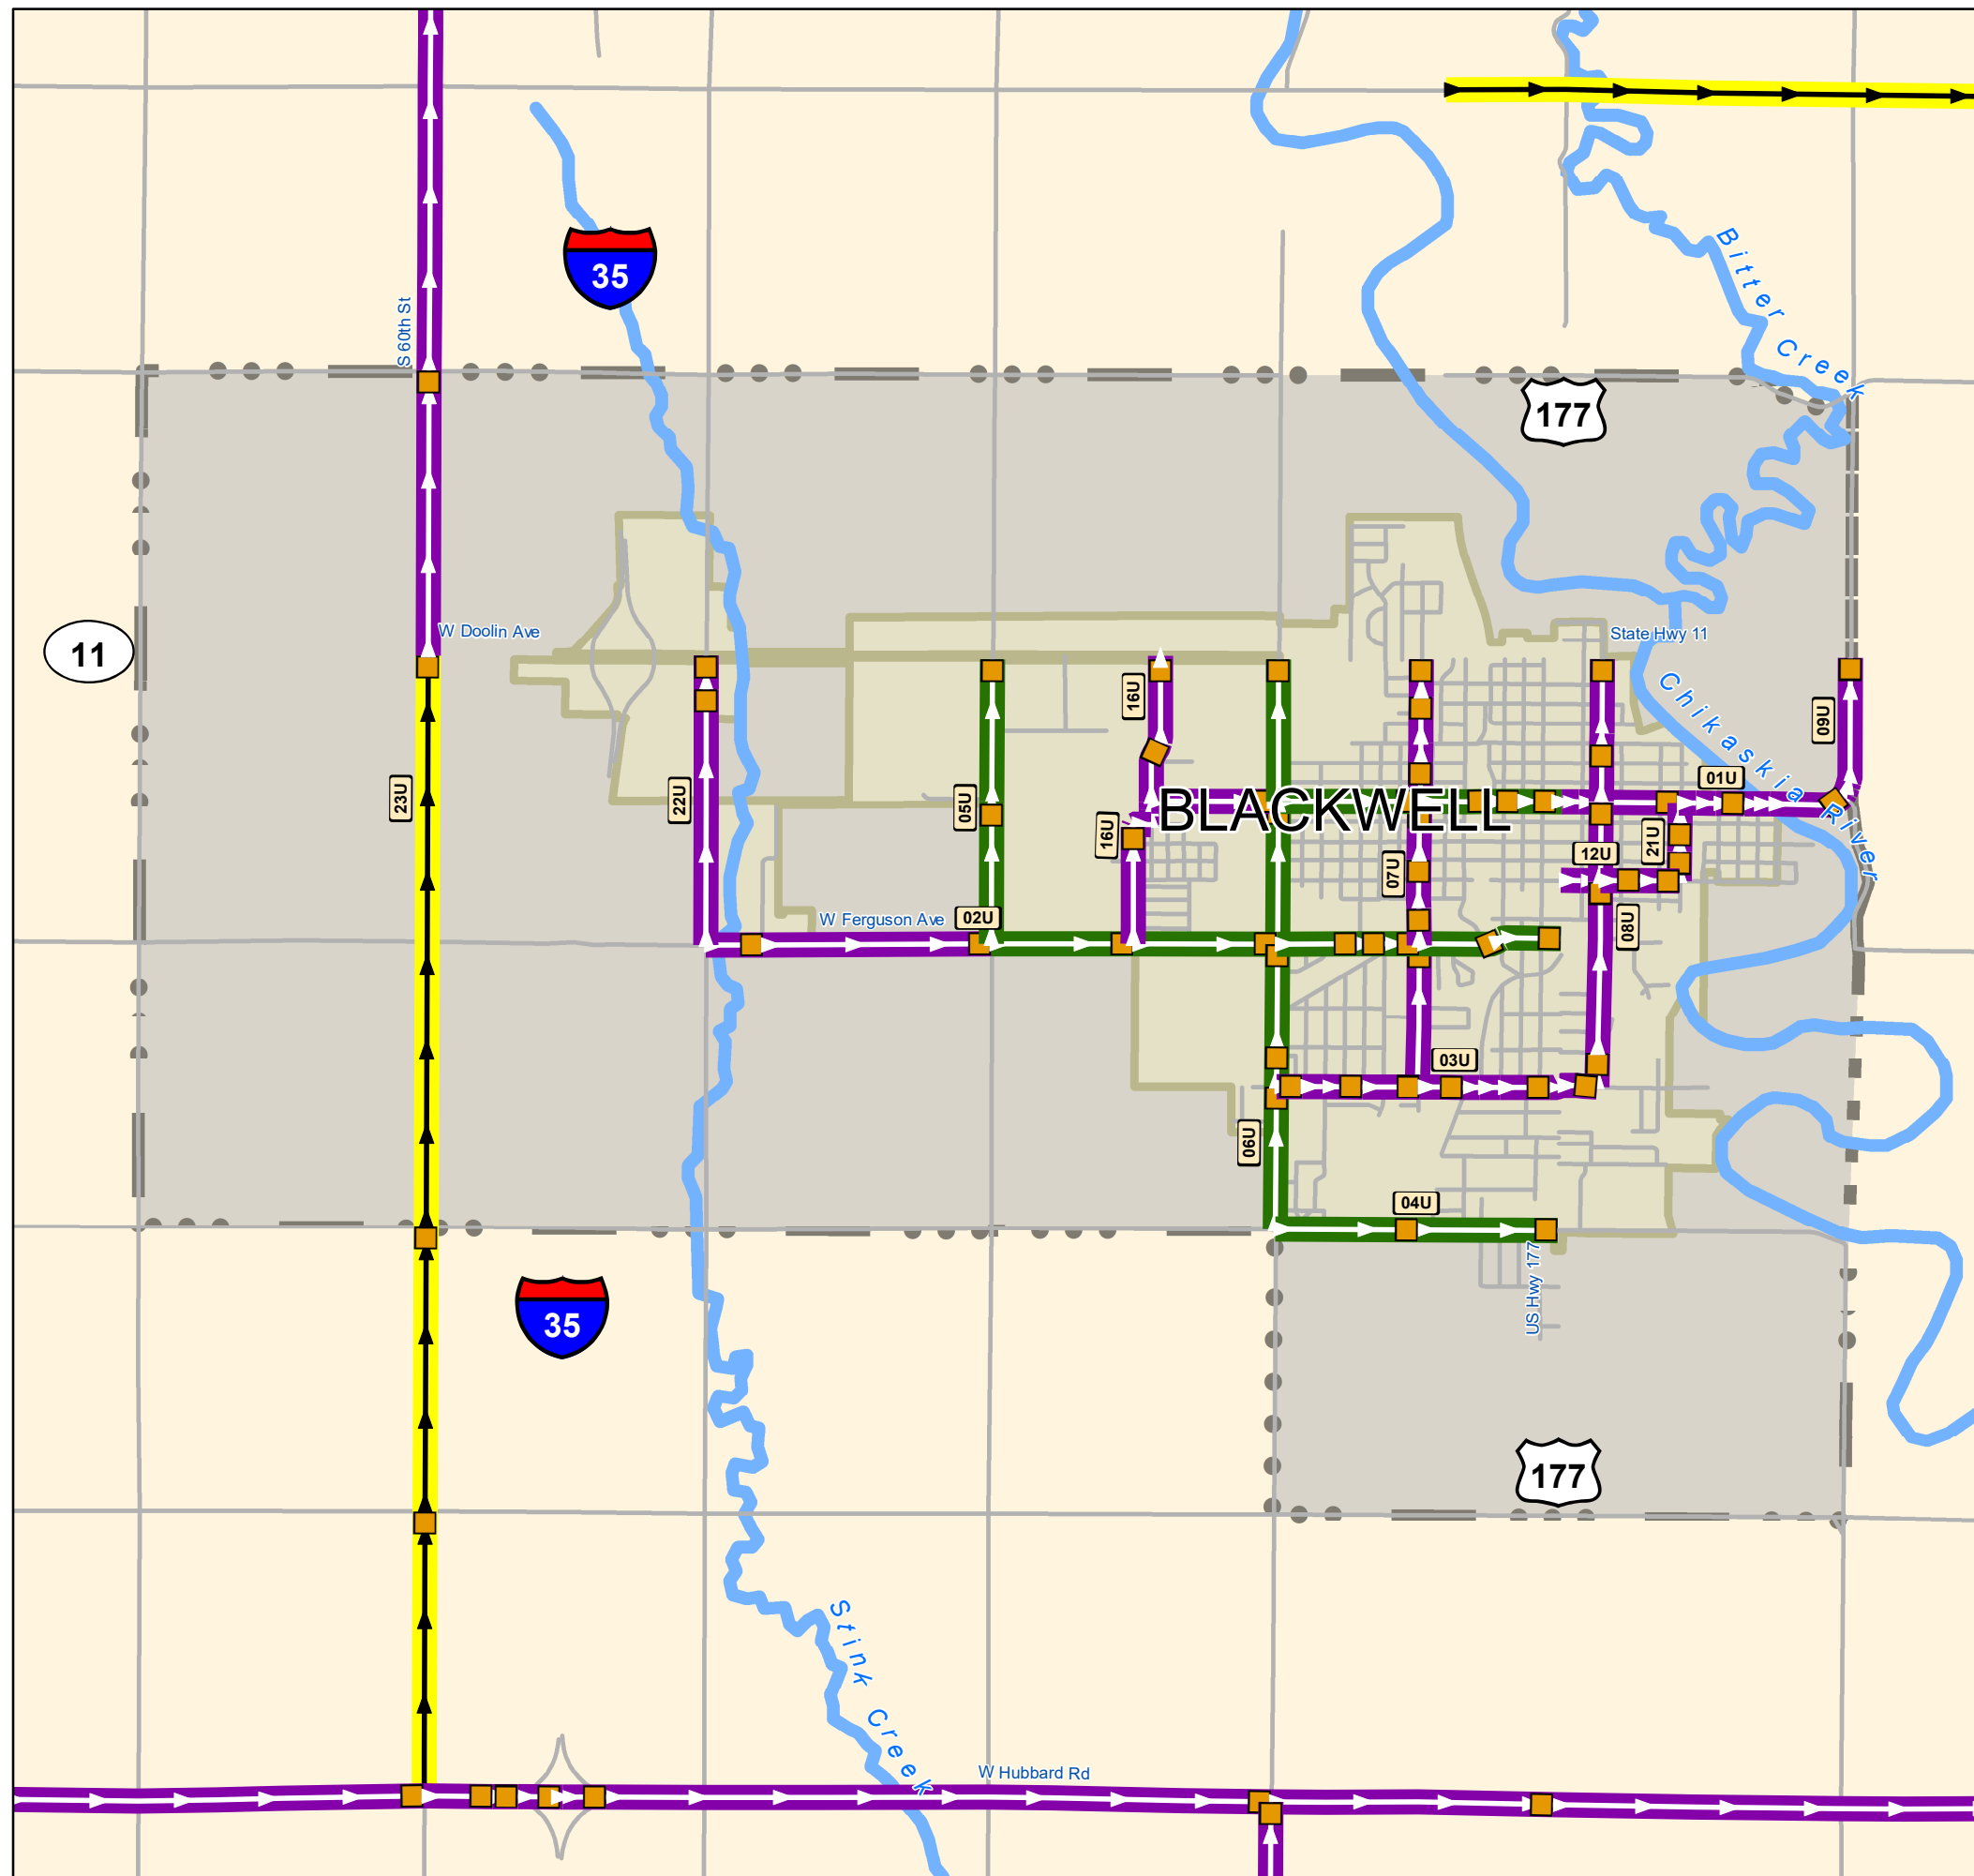 Bitter Creek
35
S 60th St
177
11
W Doolin Ave
State Hwy 11
Chikaskia River
16U
09U
01U
23U
22U
05U
BLACKWELL
16U
21U
12U
07U
02U
W Ferguson Ave
08U
03U
06U
04U
US Hwy 177
35
177
Stink Creek
W Hubbard Rd